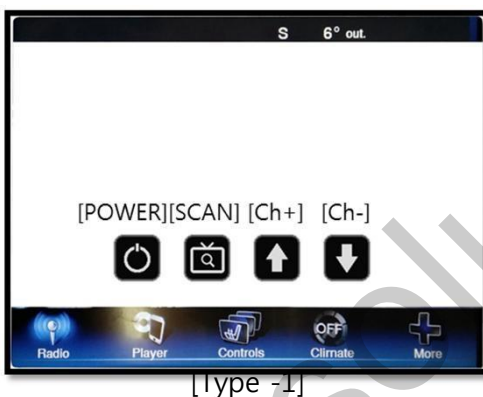 S 6° out.
[POWER][SCAN] [Ch+] [Ch-]
OFF
Radio Player Controls Climate More
[Type -1]